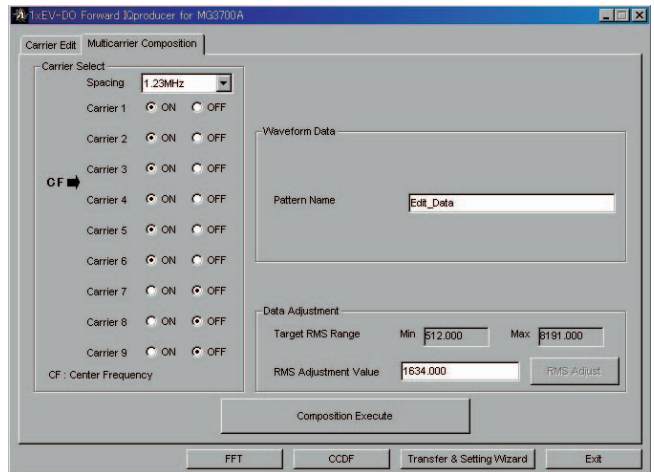 1xEV-DO Forward IQproducer for MG3700A
Carrier Edit Multicarrier Composition
Carrier Select
Spacing 1.23MHz
Carrier 1 ON OFF
Carrier 2 ON OFF
Carrier 3 ON OFF
CF
Carrier 4 ON OFF
Carrier 5 ON OFF
Carrier 6 ON OFF
Carrier 7 ON OFF
Carrier 8 ON OFF
Carrier 9 ON OFF
CF : Center Frequency
Waveform Data
Pattern Name Edit_Data
Data Adjustment
Target RMS Range Min 512.000 Max 8191.000
RMS Adjustment Value 1634.000 RMS Adjust
Composition Execute
FFT CCDF Transfer & Setting Wizard Exit